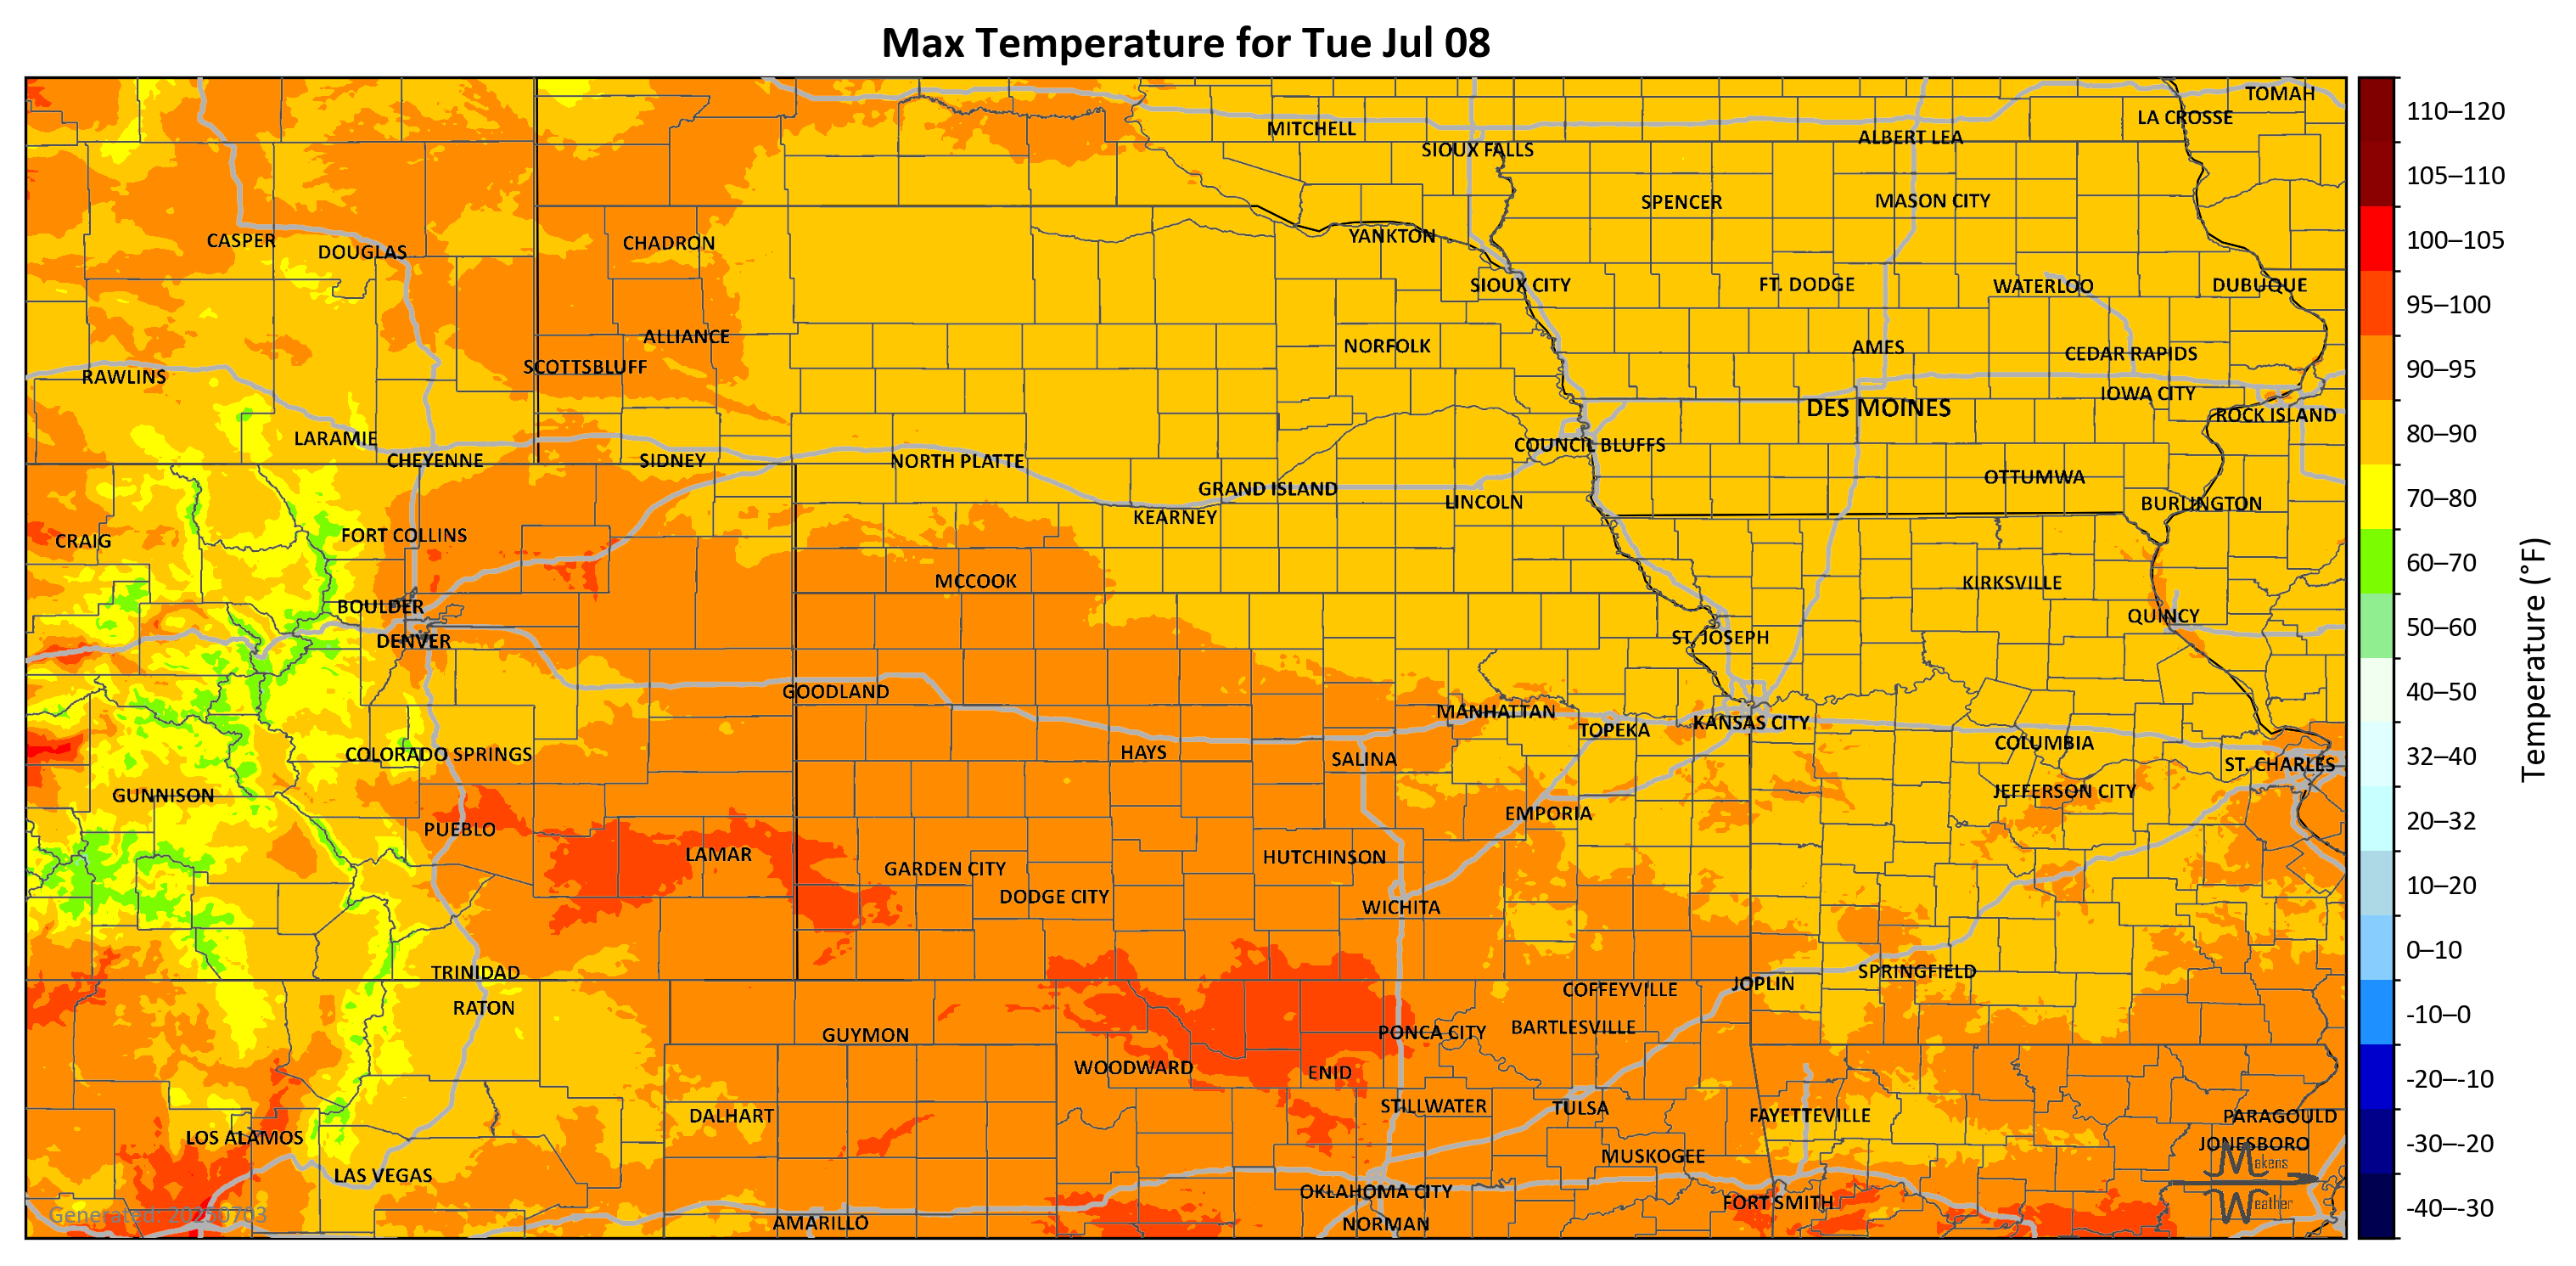 Max Temperature for Tue Jul 08
TOMAH
LA CROSSE
MITCHELL
ALBERT LEA
SIOUX FALLS
SPENCER
MASON CITY
YANKTON
CASPER
CHADRON
DOUGLAS
SIOUX CITY
FT. DODGE
WATERLOO
DUBUQUE
ALLIANCE
NORFOLK
AMES
CEDAR RAPIDS
SCOTTSBLUFF
RAWLINS
IOWA CITY
DES MOINES
ROCK ISLAND
LARAMIE
COUNCIL BLUFFS
CHEYENNE
SIDNEY
NORTH PLATTE
OTTUMWA
GRAND ISLAND
LINCOLN
BURLINGTON
KEARNEY
FORT COLLINS
CRAIG
MCCOOK
KIRKSVILLE
BOULDER
QUINCY
DENVER
ST. JOSEPH
GOODLAND
MANHATTAN
KANSAS CITY
TOPEKA
COLUMBIA
COLORADO SPRINGS
HAYS
SALINA
ST. CHARLES
GUNNISON
JEFFERSON CITY
EMPORIA
PUEBLO
LAMAR
HUTCHINSON
GARDEN CITY
DODGE CITY
WICHITA
TRINIDAD
SPRINGFIELD
JOPLIN
COFFEYVILLE
RATON
GUYMON
PONCA CITY
BARTLESVILLE
WOODWARD
ENID
STILLWATER
TULSA
DALHART
FAYETTEVILLE
PARAGOULD
LOS ALAMOS
JONESBORO
MUSKOGEE
LAS VEGAS
OKLAHOMA CITY
FORT SMITH
AMARILLO
NORMAN
Generated: 20250703
Makens
Weather
110–120
105–110
100–105
95–100
90–95
80–90
70–80
60–70
50–60
40–50
32–40
20–32
10–20
0–10
-10–0
-20–-10
-30–-20
-40–-30
Temperature (°F)